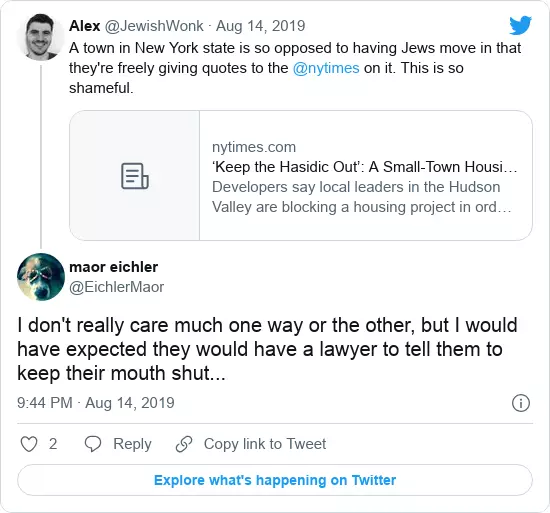 Alex @JewishWonk · Aug 14, 2019
A town in New York state is so opposed to having Jews move in that
they're freely giving quotes to the @nytimes on it. This is so
shameful.
nytimes.com
‘Keep the Hasidic Out’: A Small-Town Housi…
Developers say local leaders in the Hudson
Valley are blocking a housing project in ord…
maor eichler
@EichlerMaor
I don't really care much one way or the other, but I would
have expected they would have a lawyer to tell them to
keep their mouth shut...
9:44 PM · Aug 14, 2019
2 Reply Copy link to Tweet
Explore what's happening on Twitter